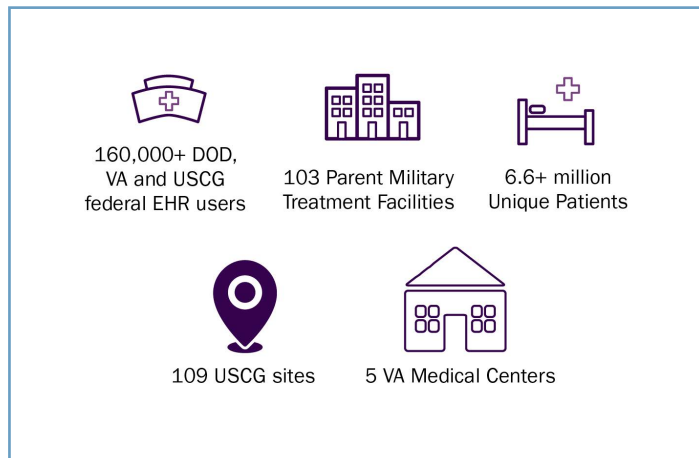 160,000+ DOD,
VA and USCG
federal EHR users
103 Parent Military
Treatment Facilities
6.6+ million
Unique Patients
109 USCG sites
5 VA Medical Centers